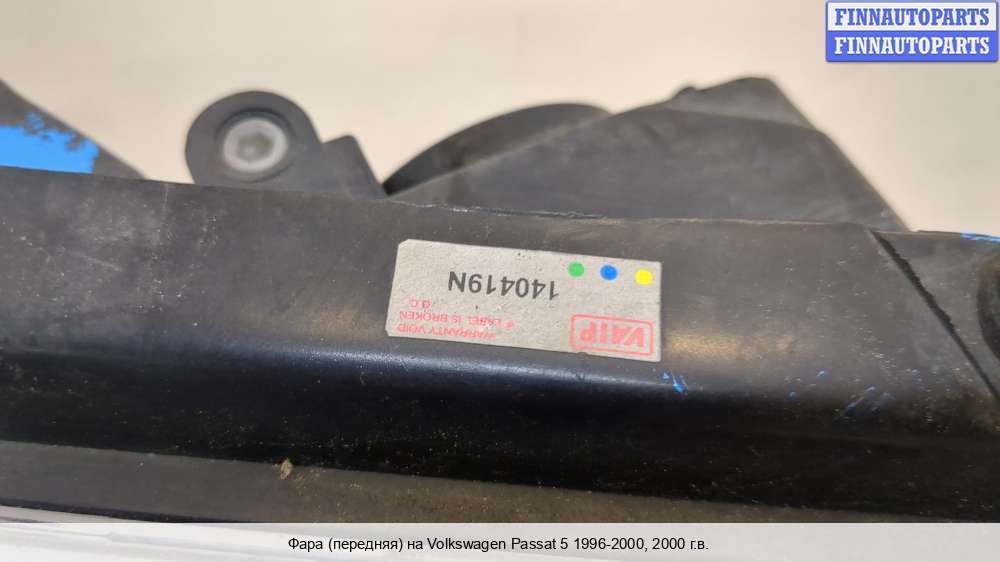 FINNAUTOPARTS
FINNAUTOPARTS
VAIP
140419N
WARRANTY VOID
IF LABEL IS BROKEN
Q.C.
Фара (передняя) на Volkswagen Passat 5 1996-2000, 2000 г.в.